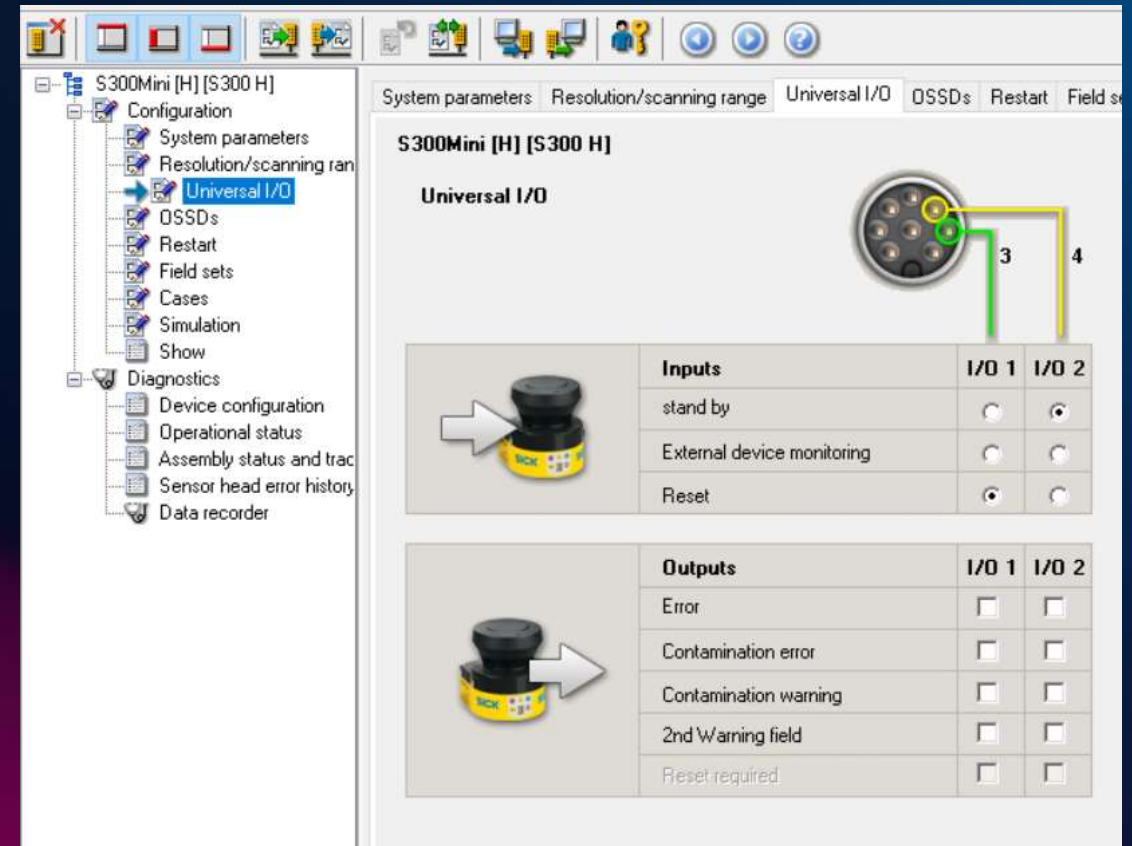 S300Mini [H] [S300 H]
Configuration
System parameters
Resolution/scanning ran
Universal I/O
OSSDs
Restart
Field sets
Cases
Simulation
Show
Diagnostics
Device configuration
Operational status
Assembly status and trac
Sensor head error history
Data recorder
System parameters Resolution/scanning range Universal I/O OSSDs Restart Field se
S300Mini [H] [S300 H]
Universal I/O
3 4
Inputs I/O 1 I/O 2
stand by
External device monitoring
Reset
SICK
Outputs I/O 1 I/O 2
Error
Contamination error
Contamination warning
2nd Warning field
Reset required
SICK